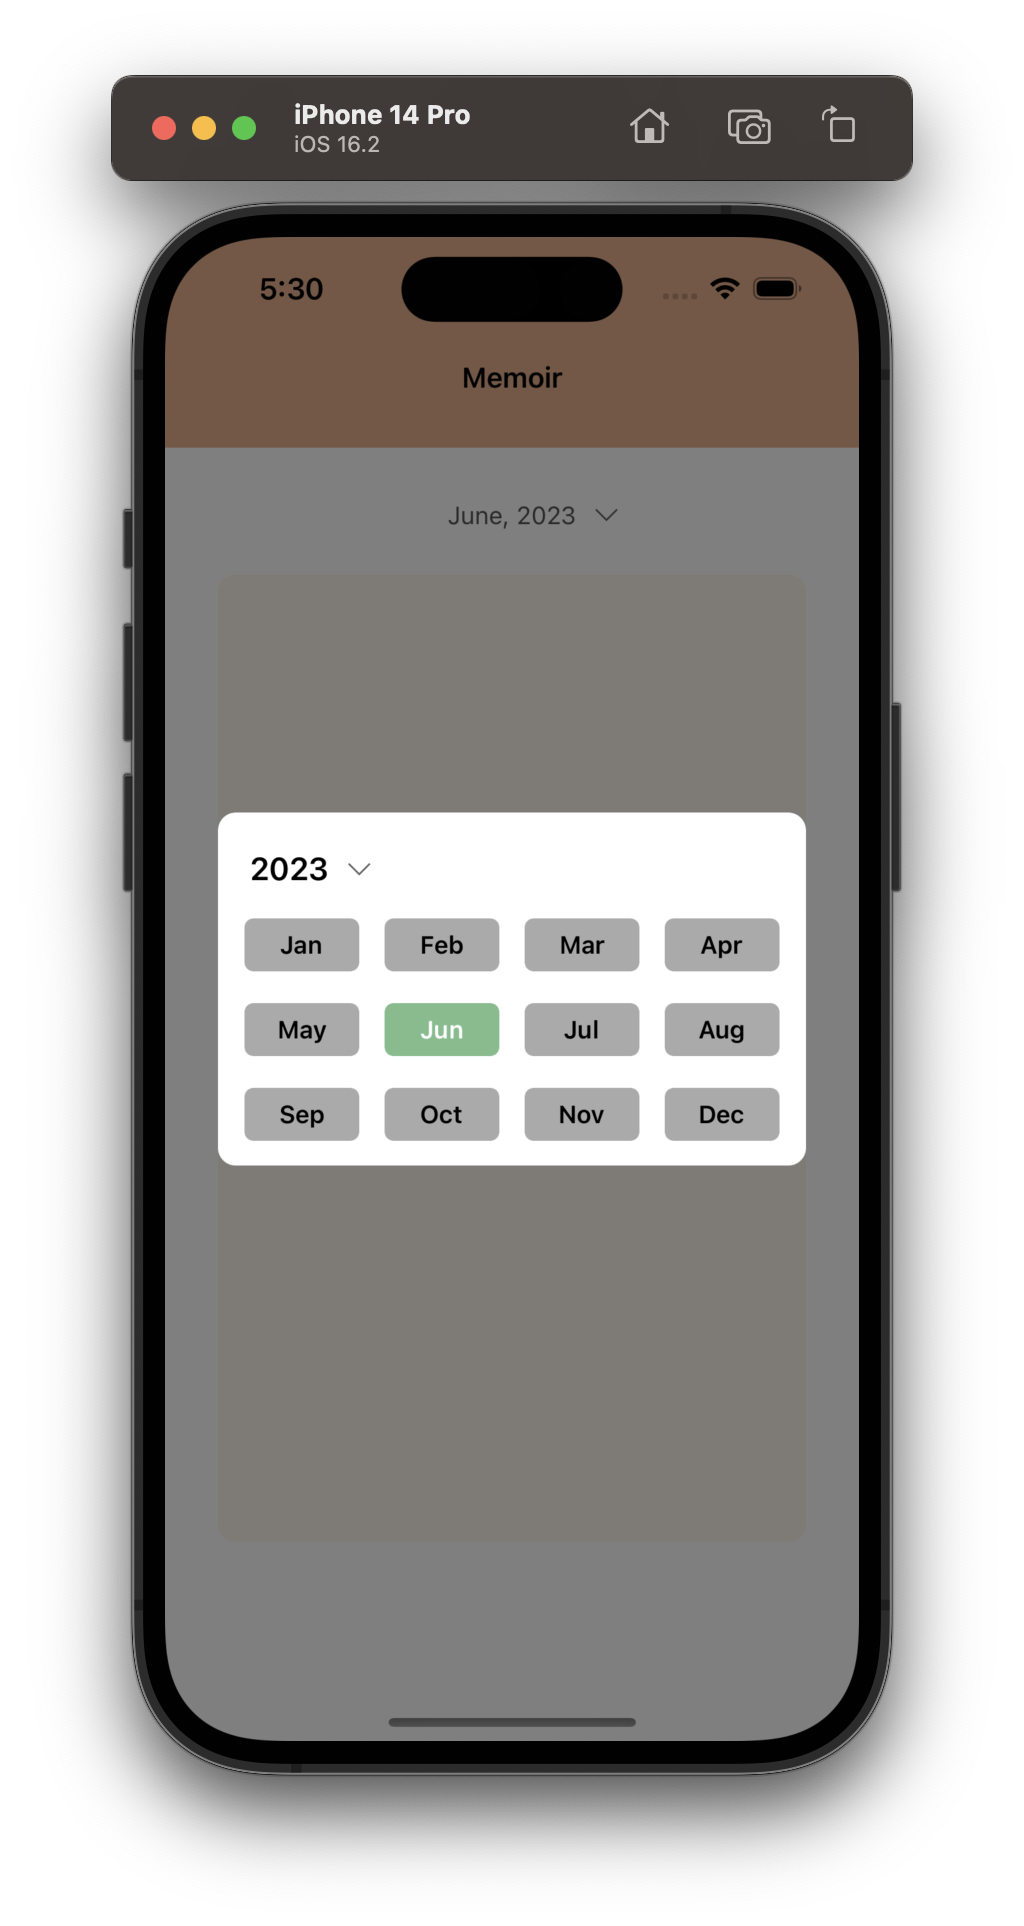 iPhone 14 Pro
iOS 16.2
5:30
Memoir
June, 2023
2023
Jan Feb Mar Apr
May Jun Jul Aug
Sep Oct Nov Dec